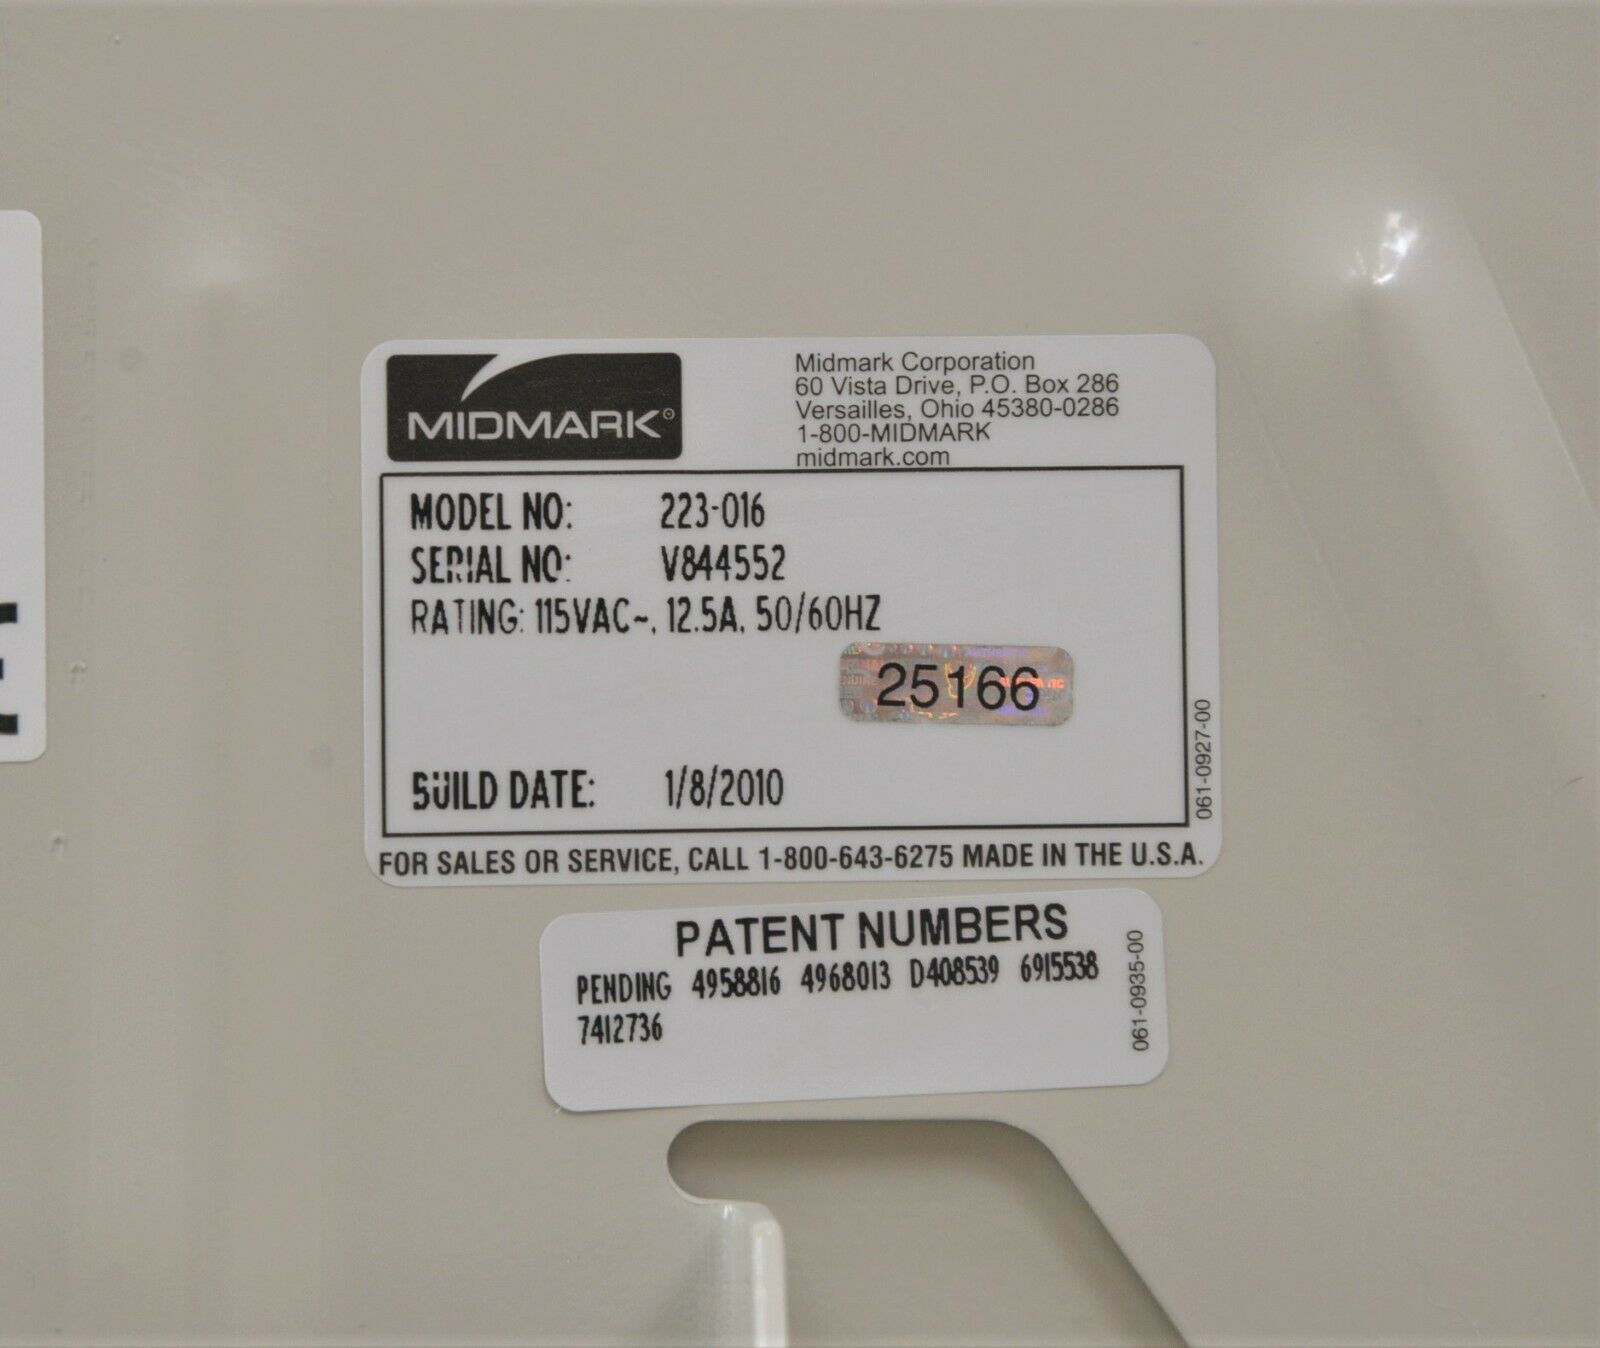 MIDMARK®
Midmark Corporation
60 Vista Drive, P.O. Box 286
Versailles, Ohio 45380-0286
1-800-MIDMARK
midmark.com
MODEL NO: 223-016
SERIAL NO: V844552
RATING: 115VAC~, 12.5A, 50/60HZ
25166
BUILD DATE: 1/8/2010
061-0927-00
FOR SALES OR SERVICE, CALL 1-800-643-6275 MADE IN THE U.S.A.
PATENT NUMBERS
PENDING 4958816 4968013 D408539 6915538
7412736
061-0935-00